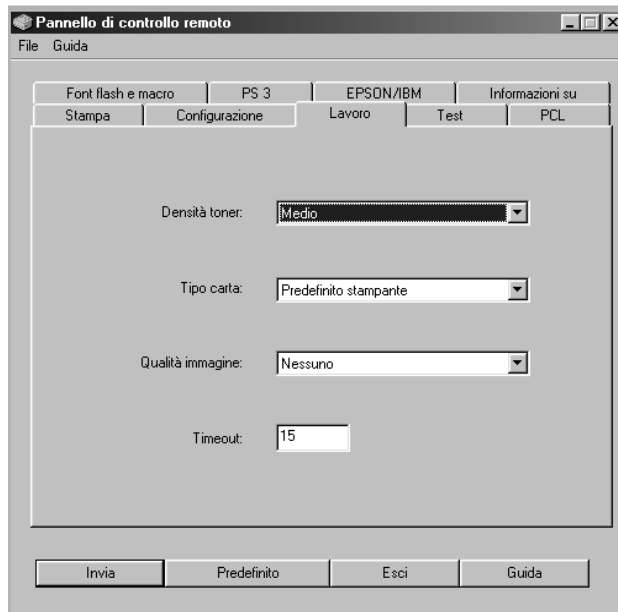 Pannello di controllo remoto
File Guida
Font flash e macro PS 3 EPSON/IBM Informazioni su
Stampa Configurazione Lavoro Test PCL
Densità toner: Medio
Tipo carta: Predefinito stampante
Qualità immagine: Nessuno
Timeout: 15
Invia Predefinito Esci Guida